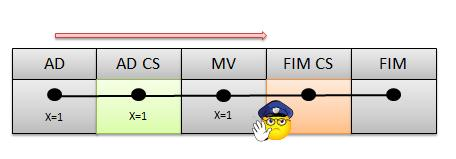 AD AD CS MV FIM CS FIM
X=1 X=1 X=1